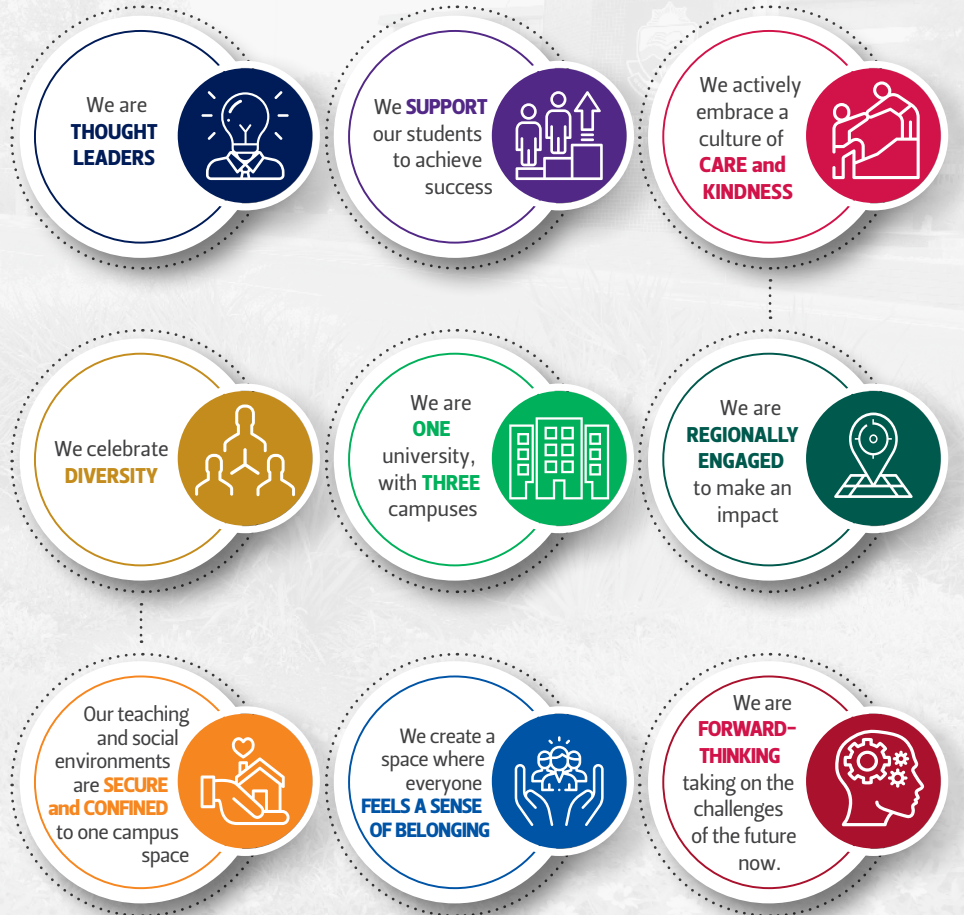 We are
THOUGHT
LEADERS
We SUPPORT
our students
to achieve
success
We actively
embrace a
culture of
CARE and
KINDNESS
We celebrate
DIVERSITY
We are
ONE
university,
with THREE
campuses
We are
REGIONALLY
ENGAGED
to make an
impact
Our teaching
and social
environments
are SECURE
and CONFINED
to one campus
space
We create a
space where
everyone
FEELS A SENSE
OF BELONGING
We are
FORWARD-
THINKING
taking on the
challenges
of the future
now.